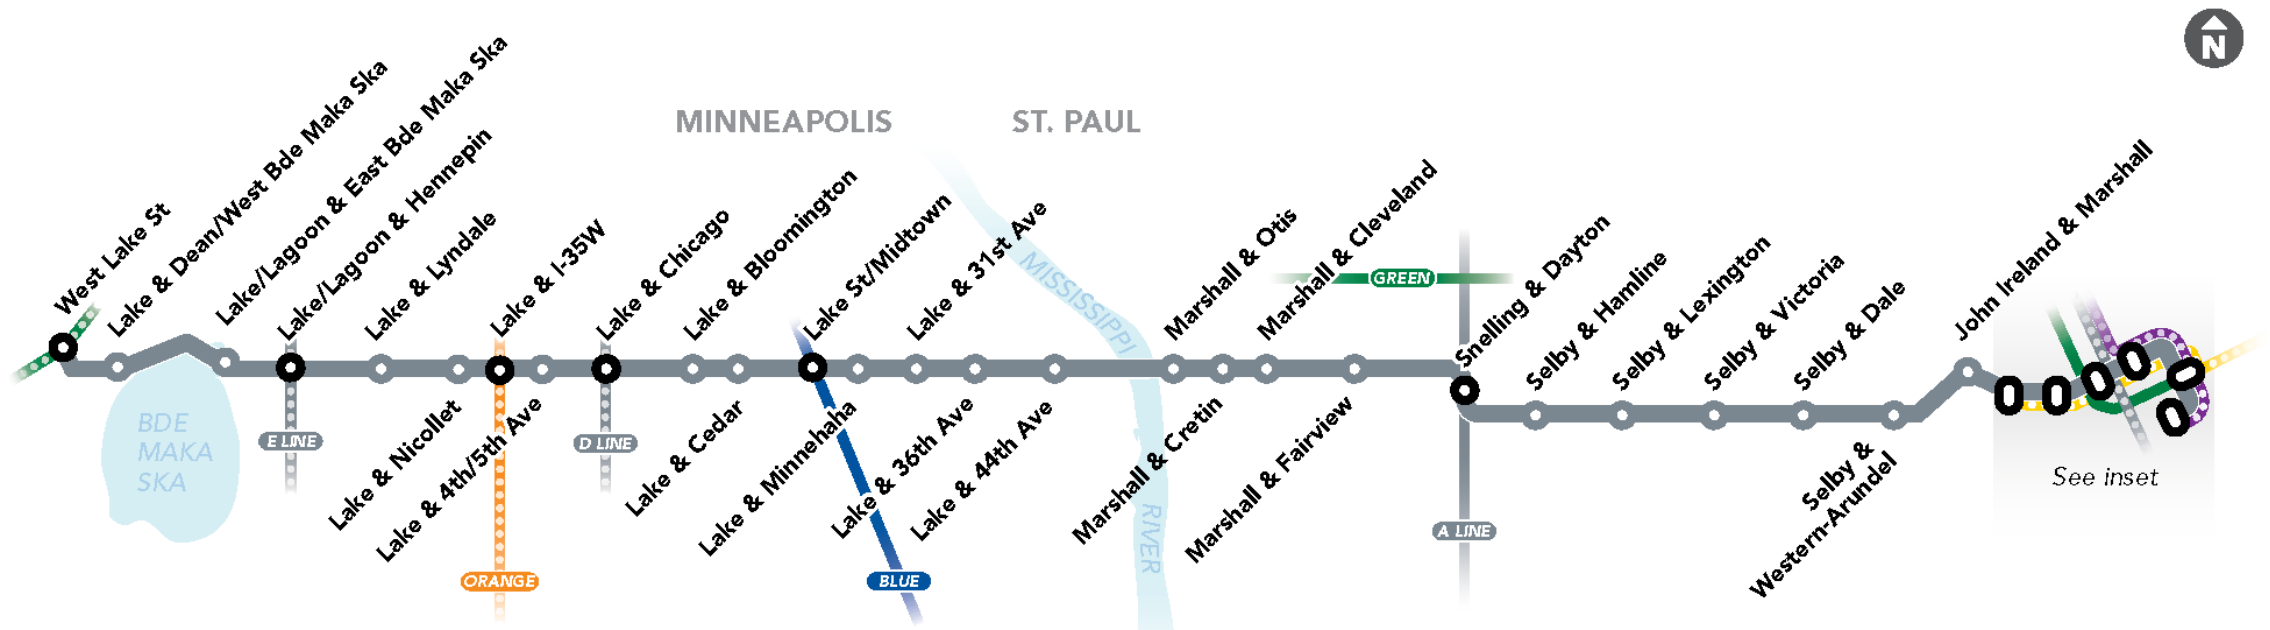 N
MINNEAPOLIS
ST. PAUL
West Lake St
Lake & Dean/West Bde Maka Ska
Lake/Lagoon & East Bde Maka Ska
Lake/Lagoon & Hennepin
Lake & Lyndale
Lake & I-35W
Lake & Chicago
Lake & Bloomington
Lake St/Midtown
Lake & 31st Ave
Marshall & Otis
Marshall & Cleveland
Snelling & Dayton
Selby & Hamline
Selby & Lexington
Selby & Victoria
Selby & Dale
John Ireland & Marshall
MISSISSIPPI
RIVER
GREEN
BDE
MAKA
SKA
E LINE
Lake & Nicollet
Lake & 4th/5th Ave
ORANGE
D LINE
Lake & Cedar
Lake & Minnehaha
Lake & 36th Ave
BLUE
Lake & 44th Ave
Marshall & Cretin
Marshall & Fairview
A LINE
Selby &
Western-Arundel
See inset